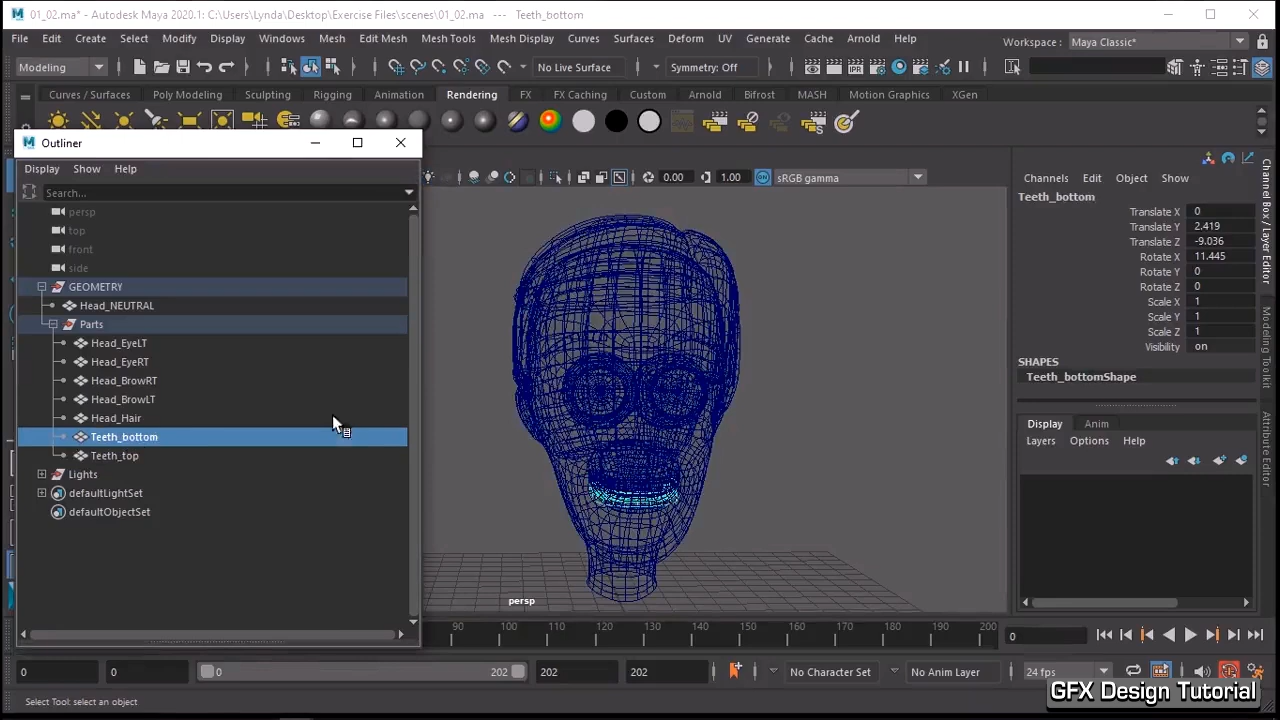 01_02.ma* - Autodesk Maya 2020.1: C:\Users\Lynda\Desktop\Exercise Files\scenes\01_02.ma --- Teeth_bottom
File Edit Create Select Modify Display Windows Mesh Edit Mesh Mesh Tools Mesh Display Curves Surfaces Deform UV Generate Cache Arnold Help Workspace : Maya Classic*
Modeling No Live Surface Symmetry: Off IPR
Curves / Surfaces Poly Modeling Sculpting Rigging Animation Rendering FX FX Caching Custom Arnold Bifrost MASH Motion Graphics XGen
Outliner
Display Show Help
Search...
persp
top
front
side
GEOMETRY
Head_NEUTRAL
Parts
Head_EyeLT
Head_EyeRT
Head_BrowRT
Head_BrowLT
Head_Hair
Teeth_bottom
Teeth_top
Lights
defaultLightSet
defaultObjectSet
0.00 1.00 sRGB gamma
persp
Channels Edit Object Show
Teeth_bottom
Translate X 0
Translate Y 2.419
Translate Z -9.036
Rotate X 11.445
Rotate Y 0
Rotate Z 0
Scale X 1
Scale Y 1
Scale Z 1
Visibility on
SHAPES
Teeth_bottomShape
Display Anim
Layers Options Help
Channel Box / Layer Editor
Modeling Toolkit
Attribute Editor
90 100 110 120 130 140 150 160 170 180 190 200 0
0 0 0 202 202 202 No Character Set No Anim Layer 24 fps
Select Tool: select an object
GFX Design Tutorial